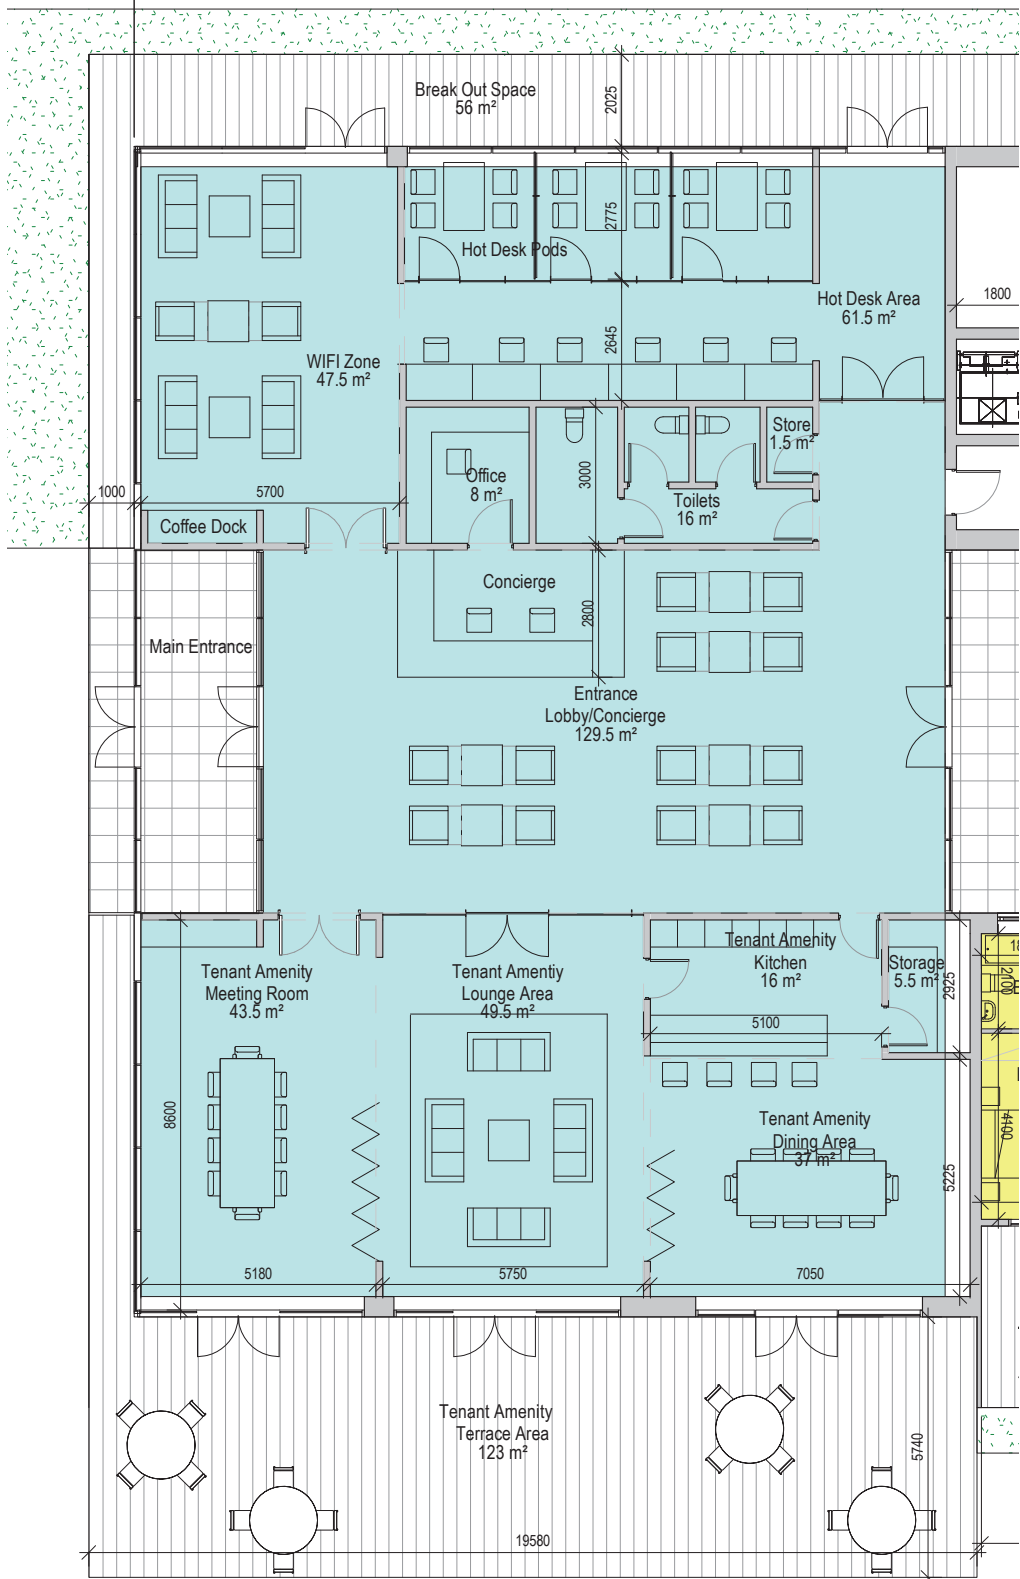 Break Out Space
56 m²
2025
2775
Hot Desk Pods
Hot Desk Area
61.5 m²
1800
2645
WIFI Zone
47.5 m²
Store
1.5 m²
Office
8 m²
3000
Toilets
16 m²
1000
5700
Coffee Dock
Concierge
2800
Main Entrance
Entrance
Lobby/Concierge
129.5 m²
Tenant Amenity
Meeting Room
43.5 m²
Tenant Amentiy
Lounge Area
49.5 m²
Tenant Amenity
Kitchen
16 m²
Storage
5.5 m²
2925
2100
5100
8600
Tenant Amenity
Dining Area
37 m²
4100
5225
5180
5750
7050
Tenant Amenity
Terrace Area
123 m²
5740
19580